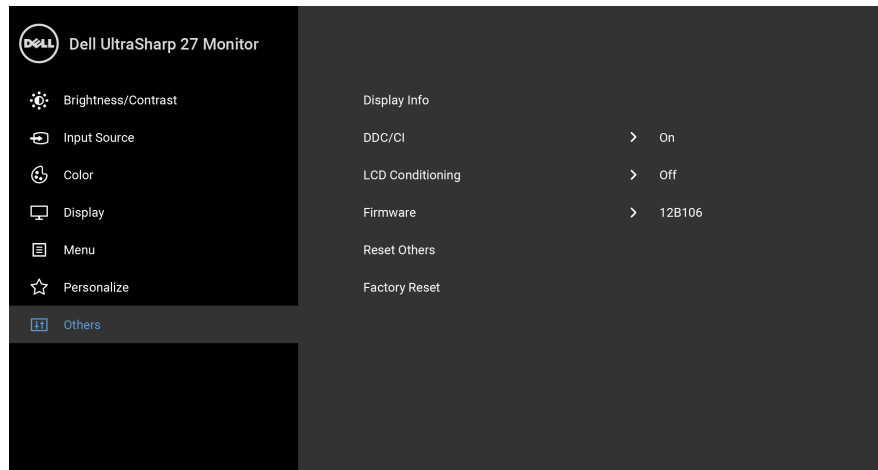 DELL Dell UltraSharp 27 Monitor
Brightness/Contrast Display Info
Input Source DDC/CI On
Color LCD Conditioning Off
Display Firmware 12B106
Menu Reset Others
Personalize Factory Reset
Others